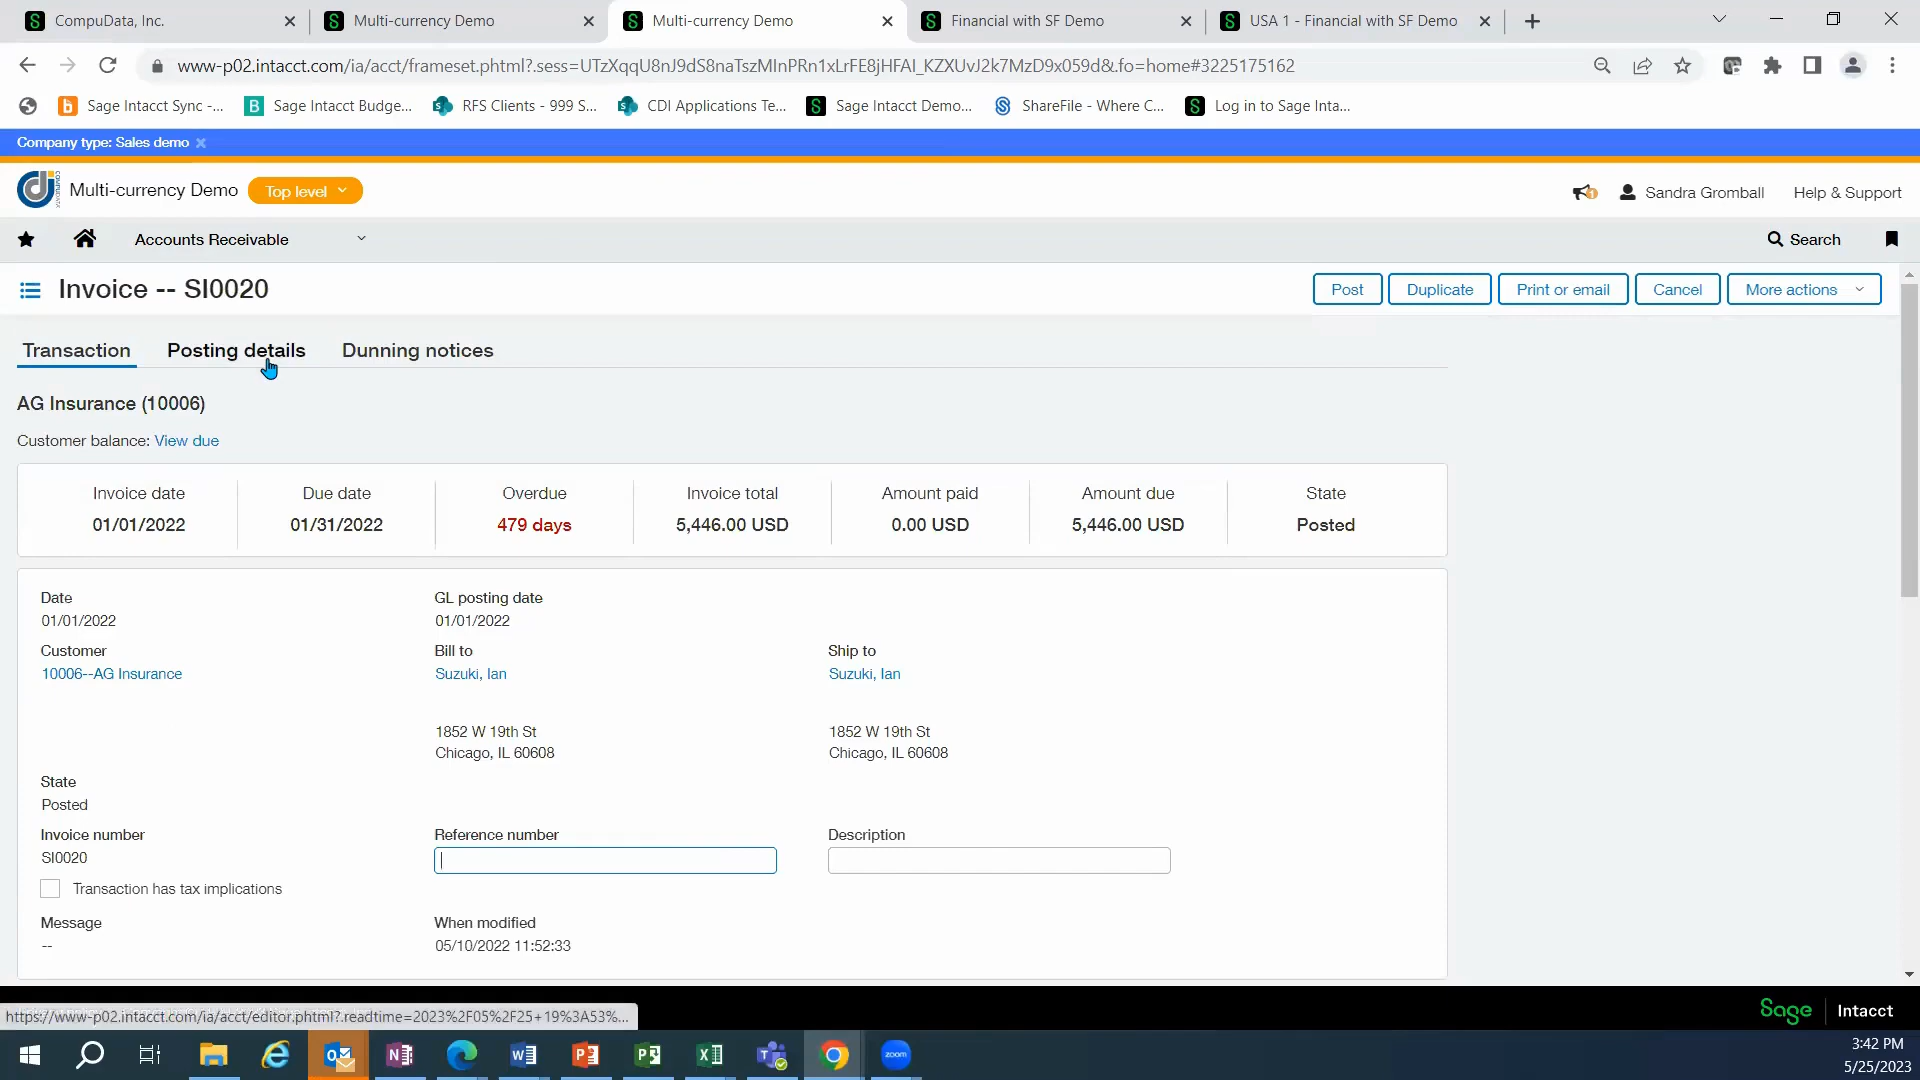 CompuData, Inc.
Multi-currency Demo
Multi-currency Demo
Financial with SF Demo
USA 1 - Financial with SF Demo
www-p02.intacct.com/ia/acct/frameset.phtml?.sess=UTzXqqU8nJ9dS8naTszMInPRn1xLrFE8jHFAI_KZXUvJ2k7MzD9x059d&.fo=home#3225175162
Sage Intacct Sync -...
Sage Intacct Budge...
RFS Clients - 999 S...
CDI Applications Te...
Sage Intacct Demo...
ShareFile - Where C...
Log in to Sage Inta...
Company type: Sales demo
Multi-currency Demo
Top level
Sandra Gromball
Help & Support
Accounts Receivable
Search
Invoice -- SI0020
Post
Duplicate
Print or email
Cancel
More actions
Transaction
Posting details
Dunning notices
AG Insurance (10006)
Customer balance: View due
Invoice date
Due date
Overdue
Invoice total
Amount paid
Amount due
State
01/01/2022
01/31/2022
479 days
5,446.00 USD
0.00 USD
5,446.00 USD
Posted
Date
GL posting date
01/01/2022
01/01/2022
Customer
Bill to
Ship to
10006--AG Insurance
Suzuki, Ian
Suzuki, Ian
1852 W 19th St
1852 W 19th St
Chicago, IL 60608
Chicago, IL 60608
State
Posted
Invoice number
Reference number
Description
SI0020
Transaction has tax implications
Message
When modified
--
05/10/2022 11:52:33
https://www-p02.intacct.com/ia/acct/editor.phtml?.readtime=2023%2F05%2F25+19%3A53%...
Sage
Intacct
zoom
3:42 PM
5/25/2023